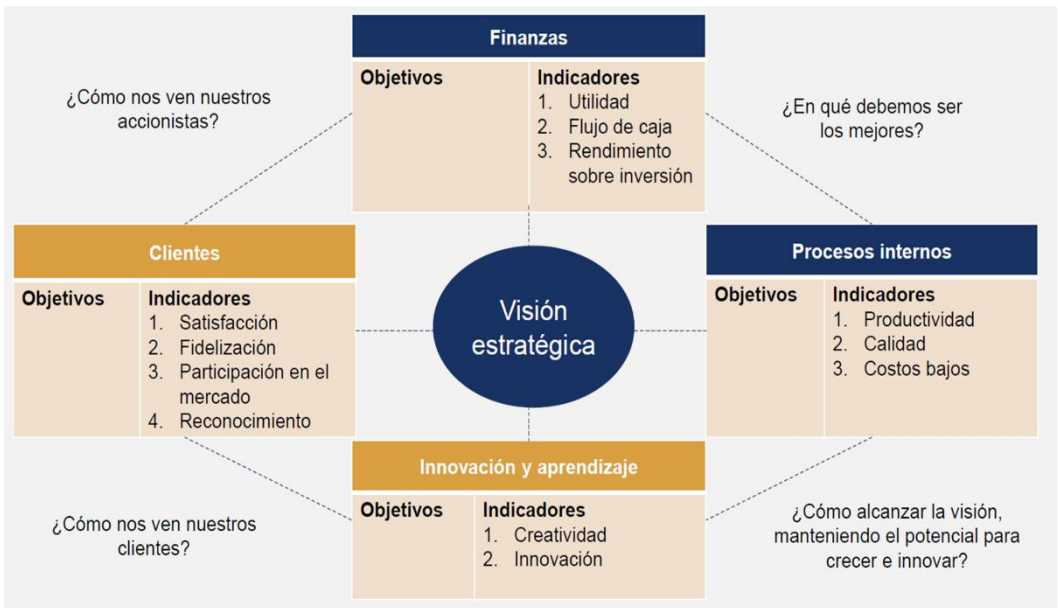 Finanzas
Objetivos
Indicadores
1. Utilidad
2. Flujo de caja
3. Rendimiento
sobre inversión
¿Cómo nos ven nuestros
accionistas?
¿En qué debemos ser
los mejores?
Clientes
Objetivos
Indicadores
1. Satisfacción
2. Fidelización
3. Participación en el
mercado
4. Reconocimiento
Visión
estratégica
Procesos internos
Objetivos
Indicadores
1. Productividad
2. Calidad
3. Costos bajos
Innovación y aprendizaje
Objetivos
Indicadores
1. Creatividad
2. Innovación
¿Cómo nos ven nuestros
clientes?
¿Cómo alcanzar la visión,
manteniendo el potencial para
crecer e innovar?